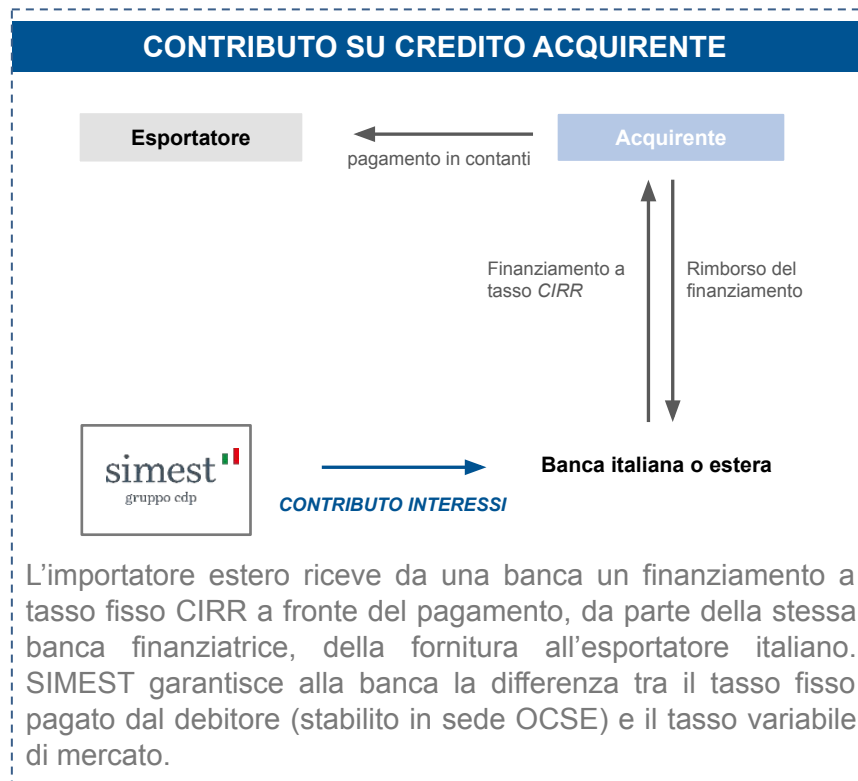 CONTRIBUTO SU CREDITO ACQUIRENTE
Esportatore
Acquirente
pagamento in contanti
Finanziamento a
tasso CIRR
Rimborso del
finanziamento
simest
gruppo cdp
CONTRIBUTO INTERESSI
Banca italiana o estera
L’importatore estero riceve da una banca un finanziamento a
tasso fisso CIRR a fronte del pagamento, da parte della stessa
banca finanziatrice, della fornitura all’esportatore italiano.
SIMEST garantisce alla banca la differenza tra il tasso fisso
pagato dal debitore (stabilito in sede OCSE) e il tasso variabile
di mercato.